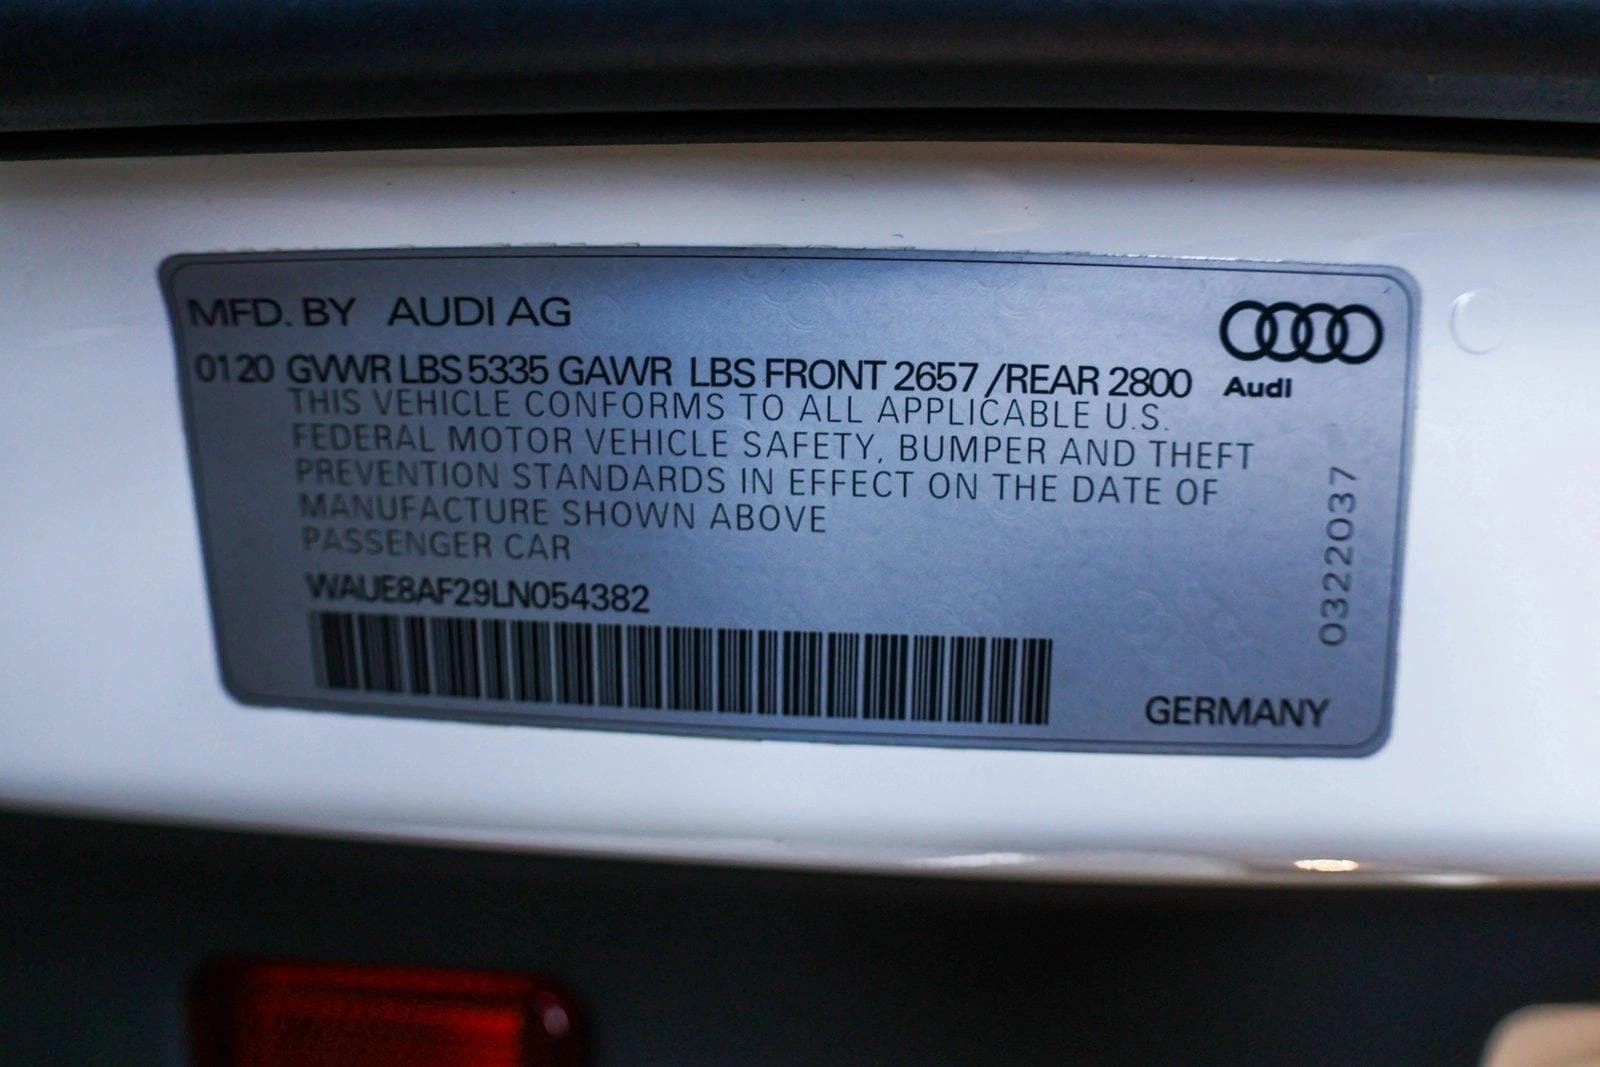 MFD. BY AUDI AG
0120 GVWR LBS 5335 GAWR LBS FRONT 2657 /REAR 2800
Audi
THIS VEHICLE CONFORMS TO ALL APPLICABLE U.S.
FEDERAL MOTOR VEHICLE SAFETY, BUMPER AND THEFT
PREVENTION STANDARDS IN EFFECT ON THE DATE OF
MANUFACTURE SHOWN ABOVE
PASSENGER CAR
WAUE8AF29LN054382
0322037
GERMANY